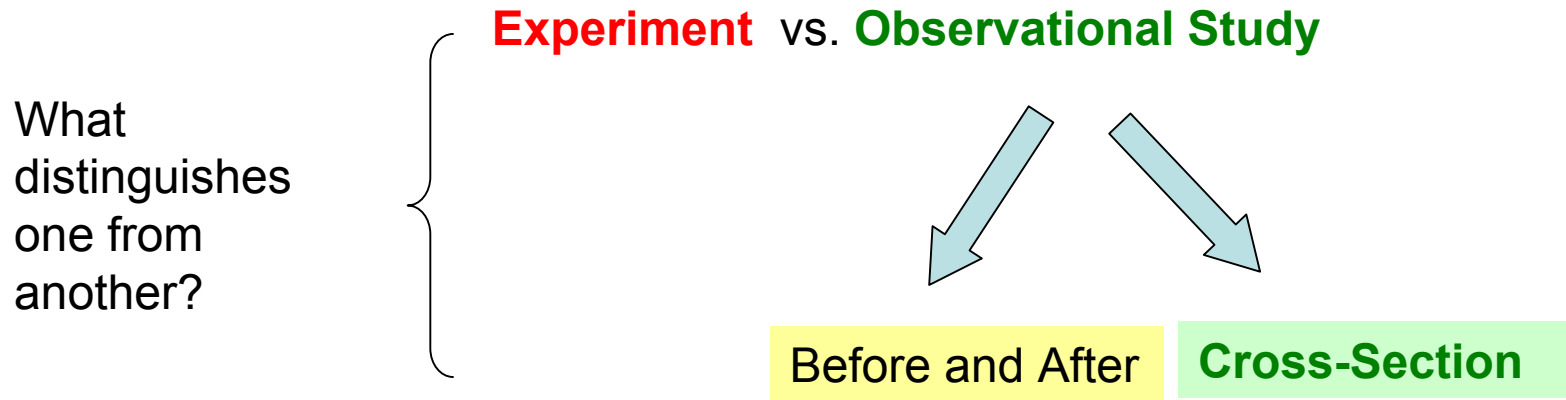 Experiment vs. Observational Study
What
distinguishes
one from
another?
Before and After
Cross-Section